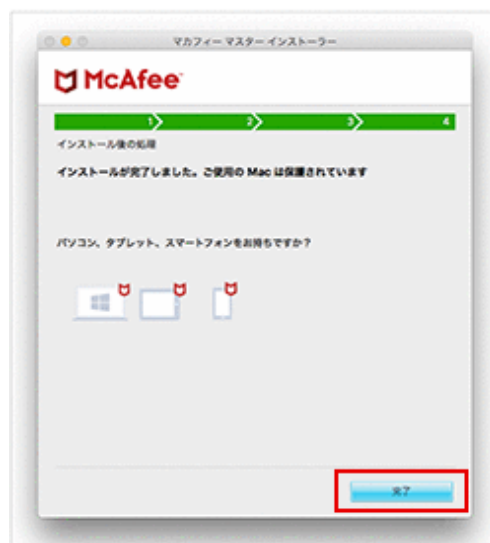 マカフィー マスター インストーラー
McAfee
1 2 3 4
インストール後の処理
インストールが完了しました。ご使用の Mac は保護されています
パソコン、タブレット、スマートフォンをお持ちですか？
完了